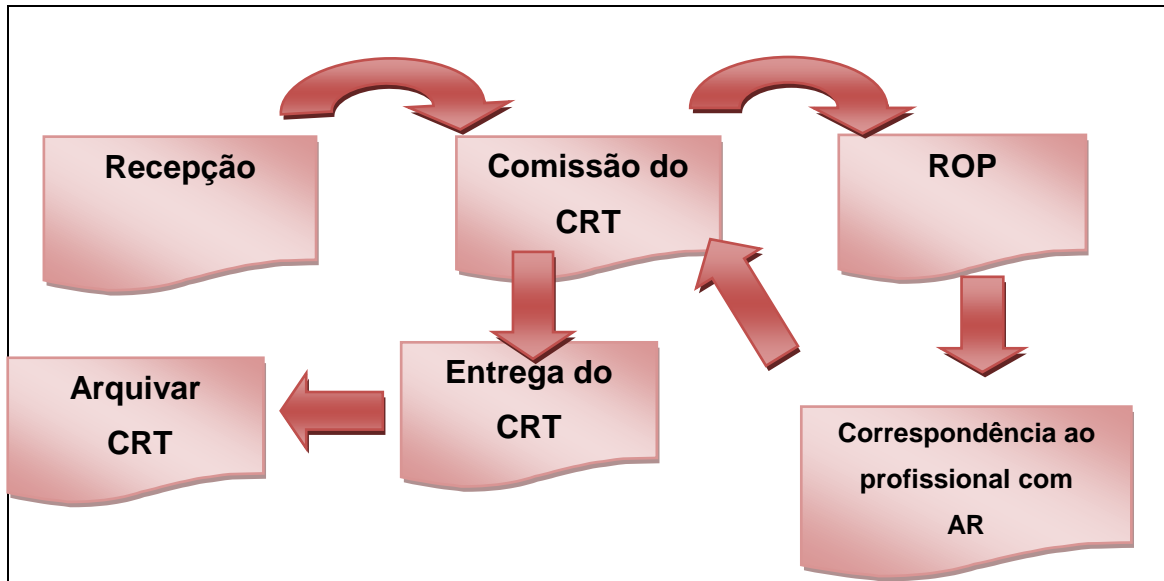 Recepção
Comissão do
CRT
ROP
Arquivar
CRT
Entrega do
CRT
Correspondência ao
profissional com
AR